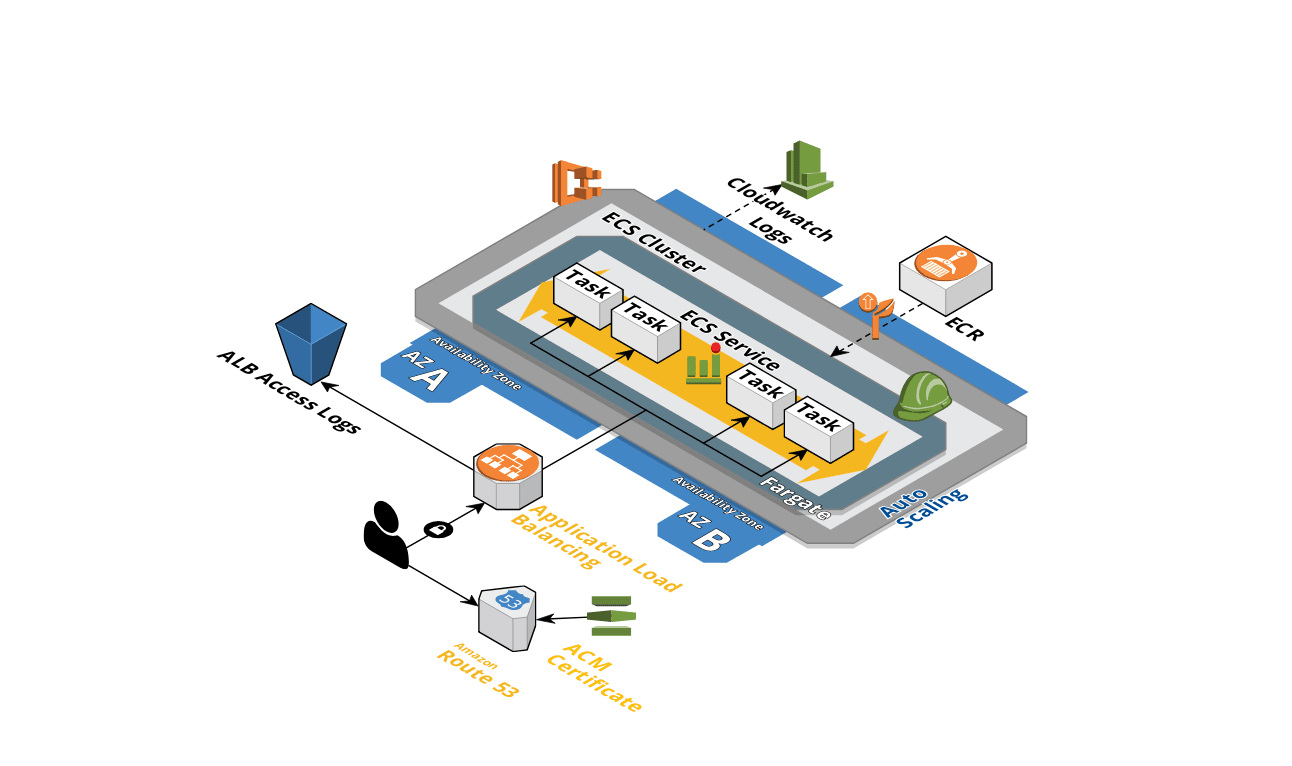 Cloudwatch
Logs
ECS Cluster
ECR
Task
Task
ECS Service
Task
Task
Availability Zone
AZ A
ALB Access Logs
Fargate
Auto
Scaling
Availability Zone
AZ B
Application Load
Balancing
53
Amazon
Route 53
ACM
Certificate